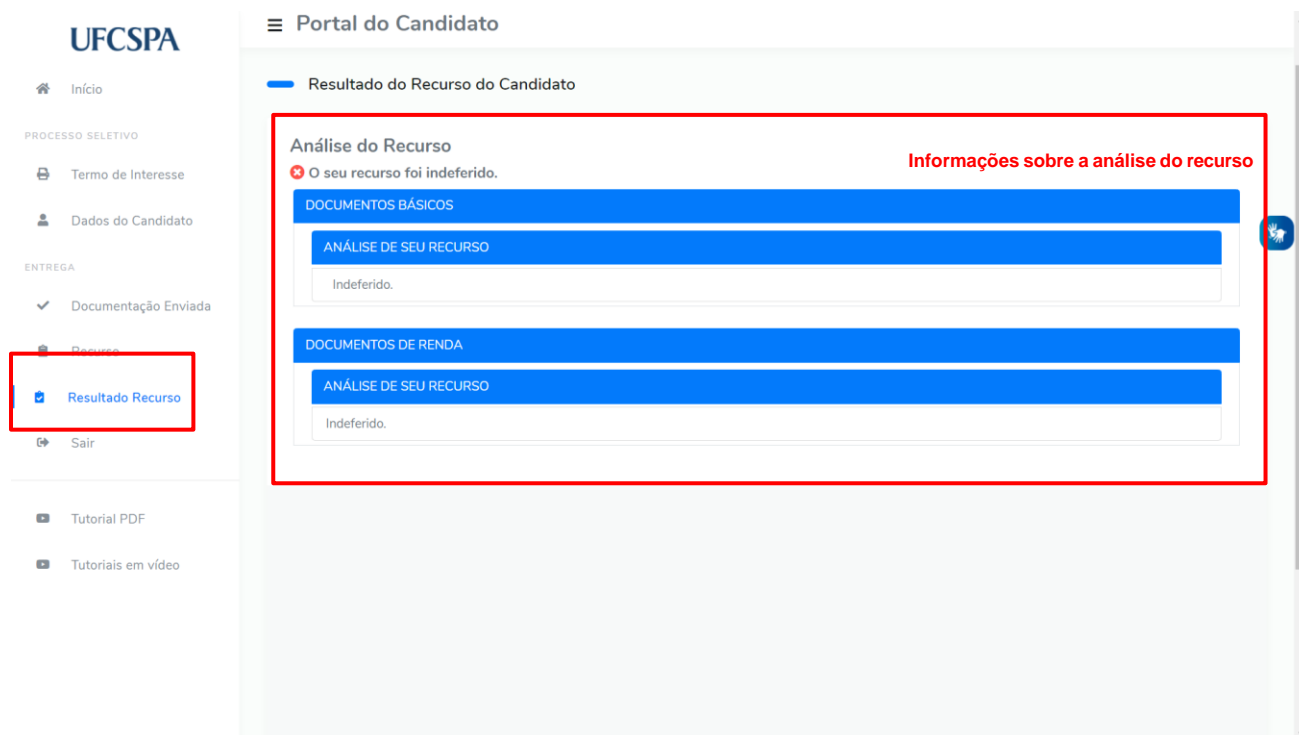 UFCSPA
Início
PROCESSO SELETIVO
Termo de Interesse
Dados do Candidato
ENTREGA
Documentação Enviada
Recurso
Resultado Recurso
Sair
Tutorial PDF
Tutoriais em vídeo
Portal do Candidato
Resultado do Recurso do Candidato
Análise do Recurso
Informações sobre a análise do recurso
O seu recurso foi indeferido.
DOCUMENTOS BÁSICOS
ANÁLISE DE SEU RECURSO
Indeferido.
DOCUMENTOS DE RENDA
ANÁLISE DE SEU RECURSO
Indeferido.